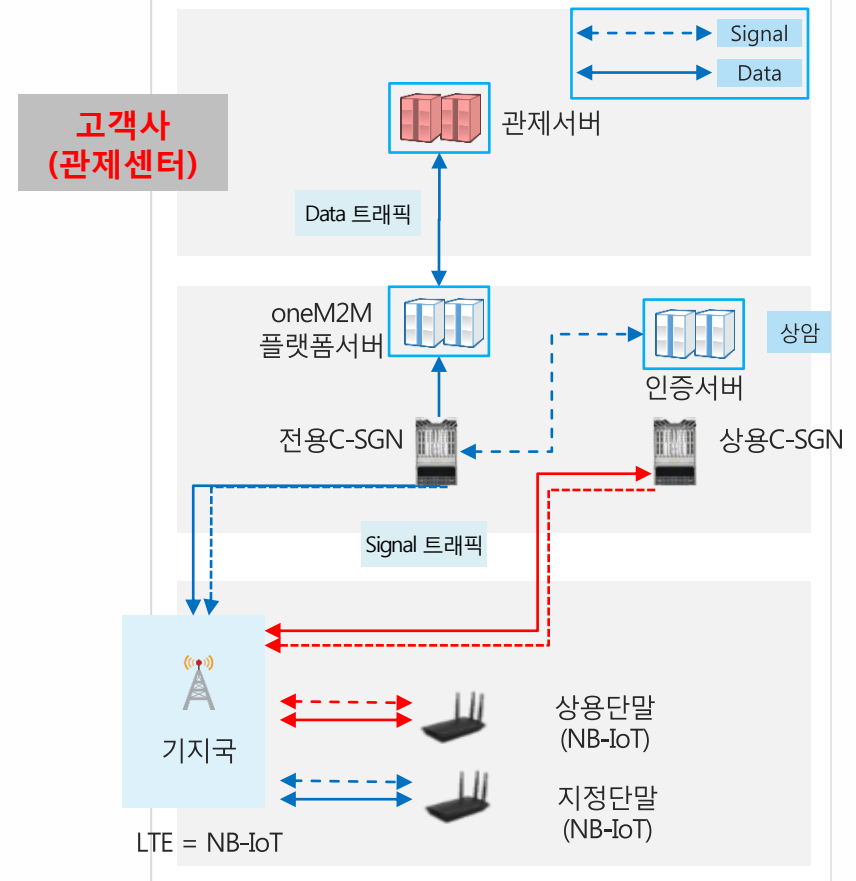 Signal
Data
고객사
(관제센터)
관제서버
Data 트래픽
oneM2M
플랫폼서버
상암
인증서버
전용C-SGN
상용C-SGN
Signal 트래픽
기지국
상용단말
(NB-IoT)
지정단말
(NB-IoT)
LTE = NB-IoT